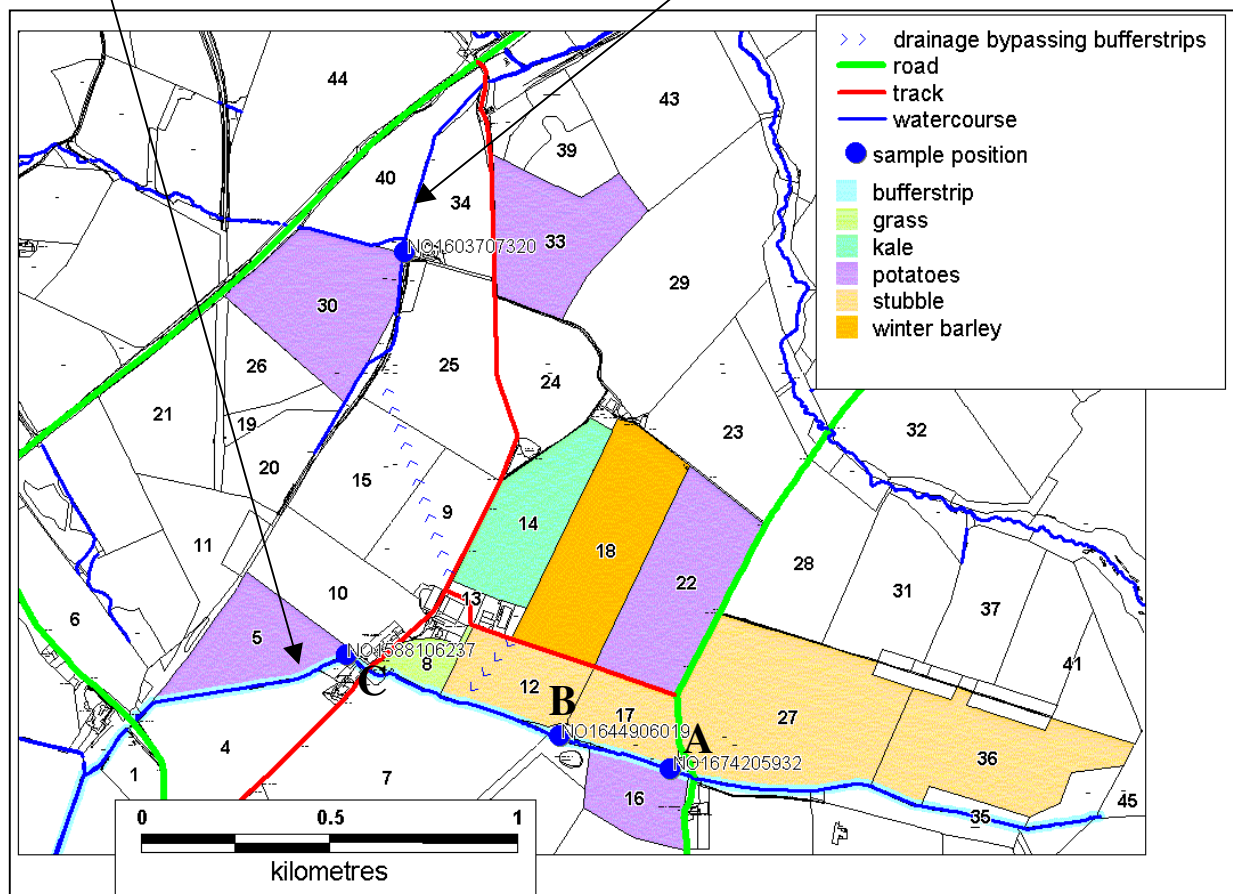 drainage bypassing bufferstrips
road
track
watercourse
sample position
bufferstrip
grass
kale
potatoes
stubble
winter barley
44
43
39
40
34
NO1603707320
33
30
29
26
25
24
21
19
20
23
32
15
9
14
18
11
22
28
31
37
10
13
6
5
NO1588106237
8
C
41
12
B
17
27
A
36
NO1644906019
NO1674205932
4
7
1
16
35
45
0 0.5 1
kilometres